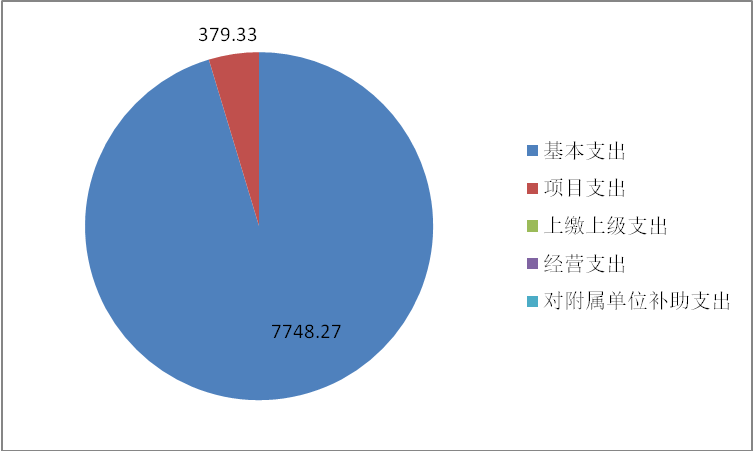 379.33
7748.27
基本支出
项目支出
上缴上级支出
经营支出
对附属单位补助支出